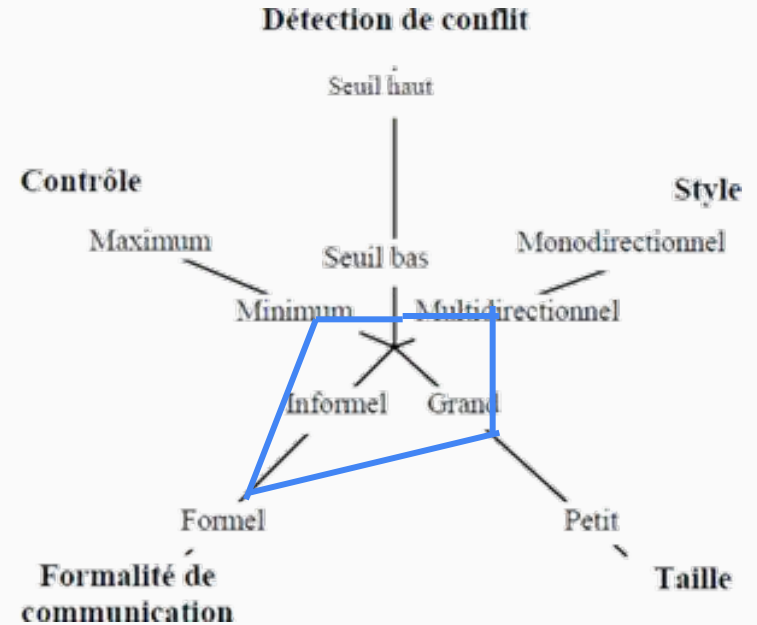 Détection de conflit
Seuil haut
Contrôle
Style
Maximum
Monodirectionnel
Seuil bas
Minimum
Multidirectionnel
Informel
Grand
Formel
Petit
Formalité de
communication
Taille